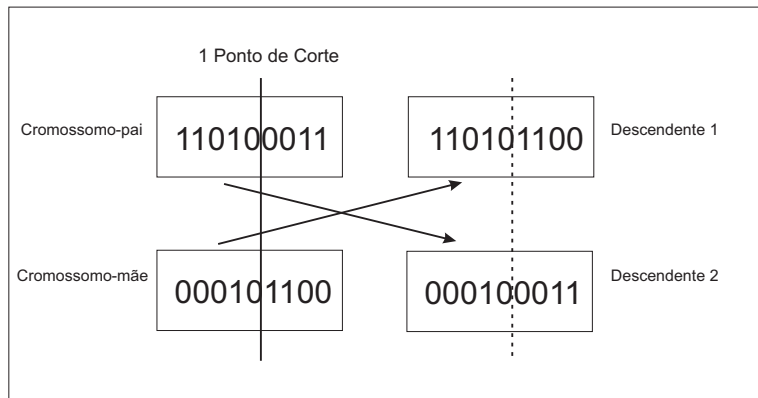 1 Ponto de Corte
Cromossomo-pai 110100011 110101100 Descendente 1
Cromossomo-mãe 000101100 000100011 Descendente 2